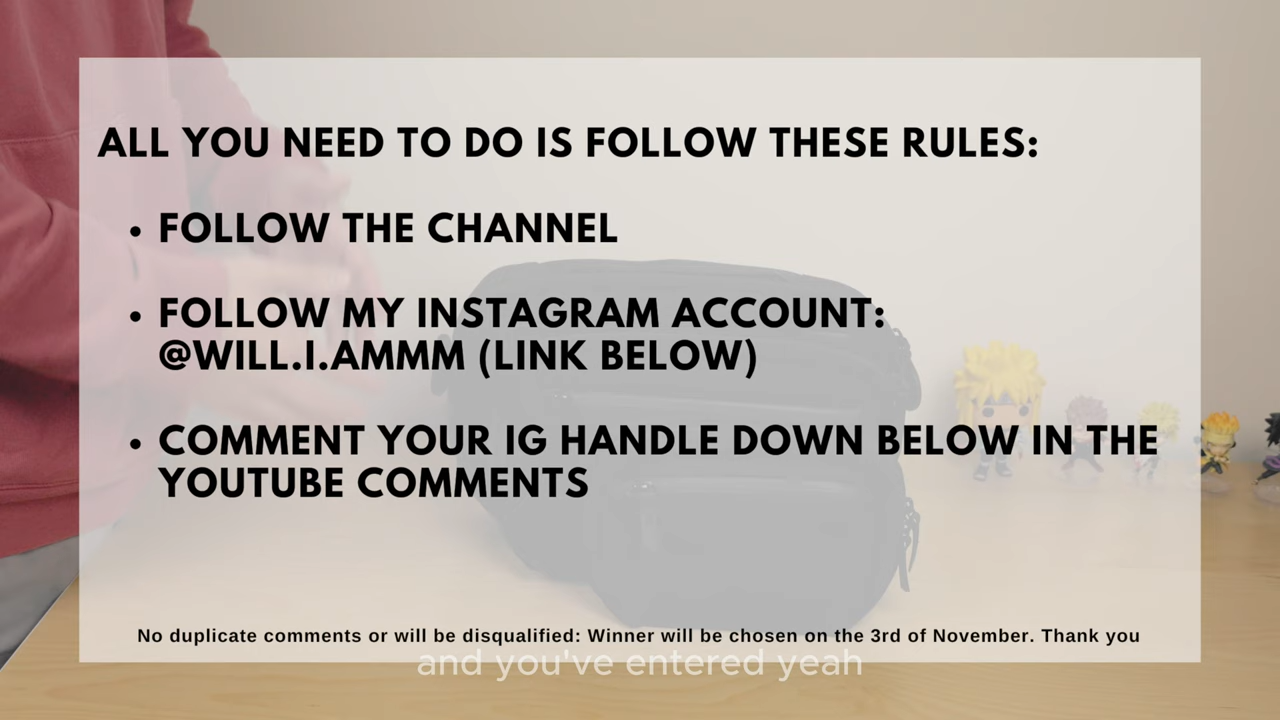 ALL YOU NEED TO DO IS FOLLOW THESE RULES:
• FOLLOW THE CHANNEL
• FOLLOW MY INSTAGRAM ACCOUNT:
@WILL.I.AMMM (LINK BELOW)
• COMMENT YOUR IG HANDLE DOWN BELOW IN THE
YOUTUBE COMMENTS
No duplicate comments or will be disqualified: Winner will be chosen on the 3rd of November. Thank you
and you've entered yeah